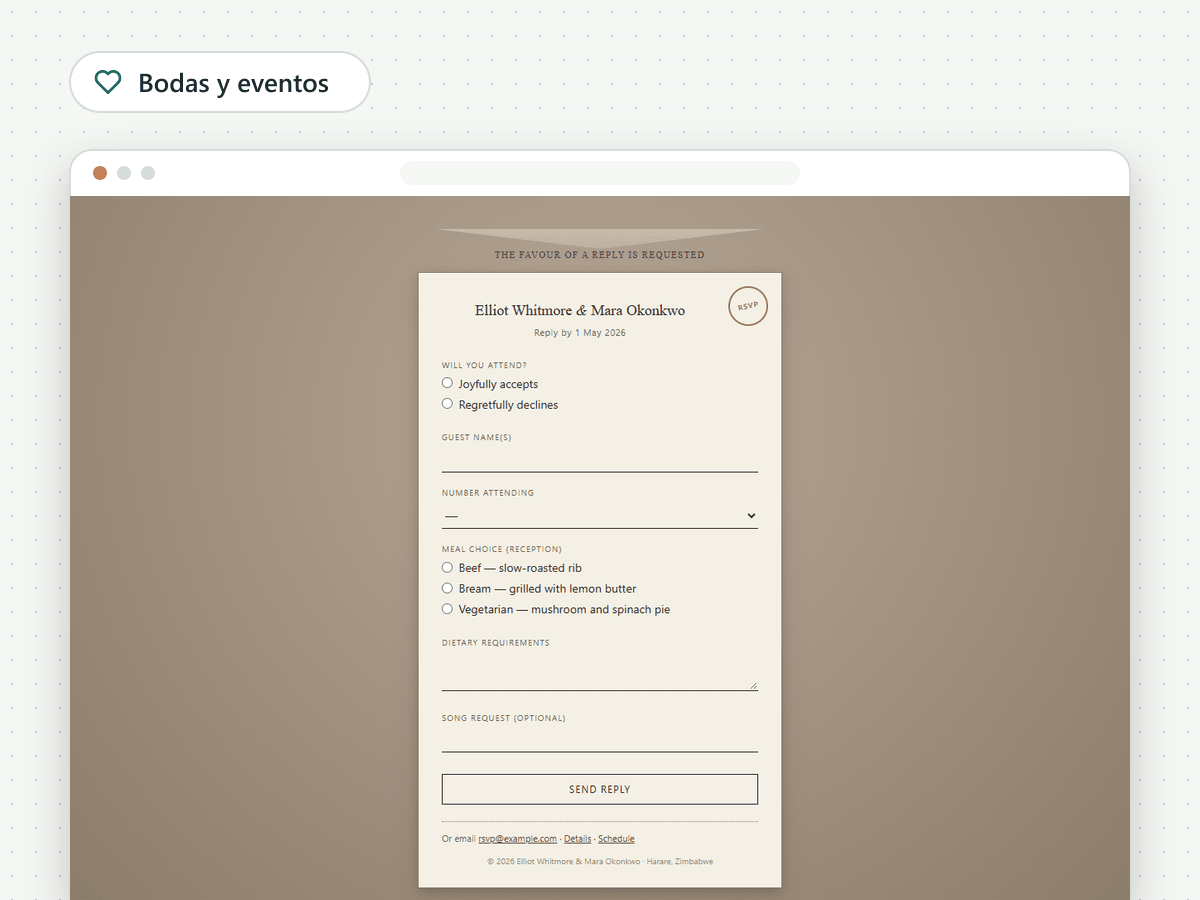 Bodas y eventos
THE FAVOUR OF A REPLY IS REQUESTED
Elliot Whitmore & Mara Okonkwo
RSVP
Reply by 1 May 2026
WILL YOU ATTEND?
Joyfully accepts
Regretfully declines
GUEST NAME(S)
NUMBER ATTENDING
—
MEAL CHOICE (RECEPTION)
Beef — slow-roasted rib
Bream — grilled with lemon butter
Vegetarian — mushroom and spinach pie
DIETARY REQUIREMENTS
SONG REQUEST (OPTIONAL)
SEND REPLY
Or email rsvp@example.com · Details · Schedule
© 2026 Elliot Whitmore & Mara Okonkwo · Harare, Zimbabwe